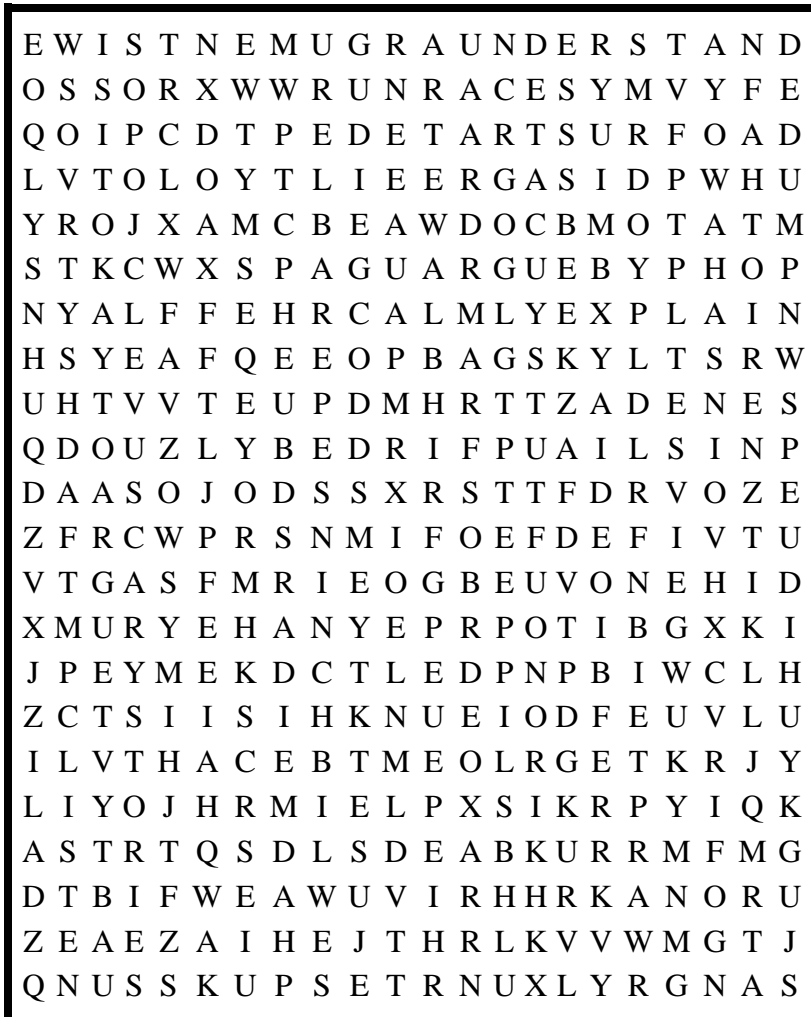 E W I S T N E M U G R A U N D E R S T A N D
O S S O R X W W R U N R A C E S Y M V Y F E
Q O I P C D T P E D E T A R T S U R F O A D
L V T O L O Y T L I E E R G A S I D P W H U
Y R O J X A M C B E A W D O C B M O T A T M
S T K C W X S P A G U A R G U E B Y P H O P
N Y A L F F E H R C A L M L Y E X P L A I N
H S Y E A F Q E E O P B A G S K Y L T S R W
U H T V V T E U P D M H R T T Z A D E N E S
Q D O U Z L Y B E D R I F P U A I L S I N P
D A A S O J O D S S X R S T T F D R V O Z E
Z F R C W P R S N M I F O E F D E F I V T U
V T G A S F M R I E O G B E U V O N E H I D
X M U R Y E H A N Y E P R P O T I B G X K I
J P E Y M E K D C T L E D P N P B I W C L H
Z C T S I I S I H K N U E I O D F E U V L U
I L V T H A C E B T M E O L R G E T K R J Y
L I Y O J H R M I E L P X S I K R P Y I Q K
A S T R T Q S D L S D E A B K U R R M F M G
D T B I F W E A W U V I R H H R K A N O R U
Z E A E Z A I H E J T H R L K V V W M G T J
Q N U S S K U P S E T R N U X L Y R G N A S